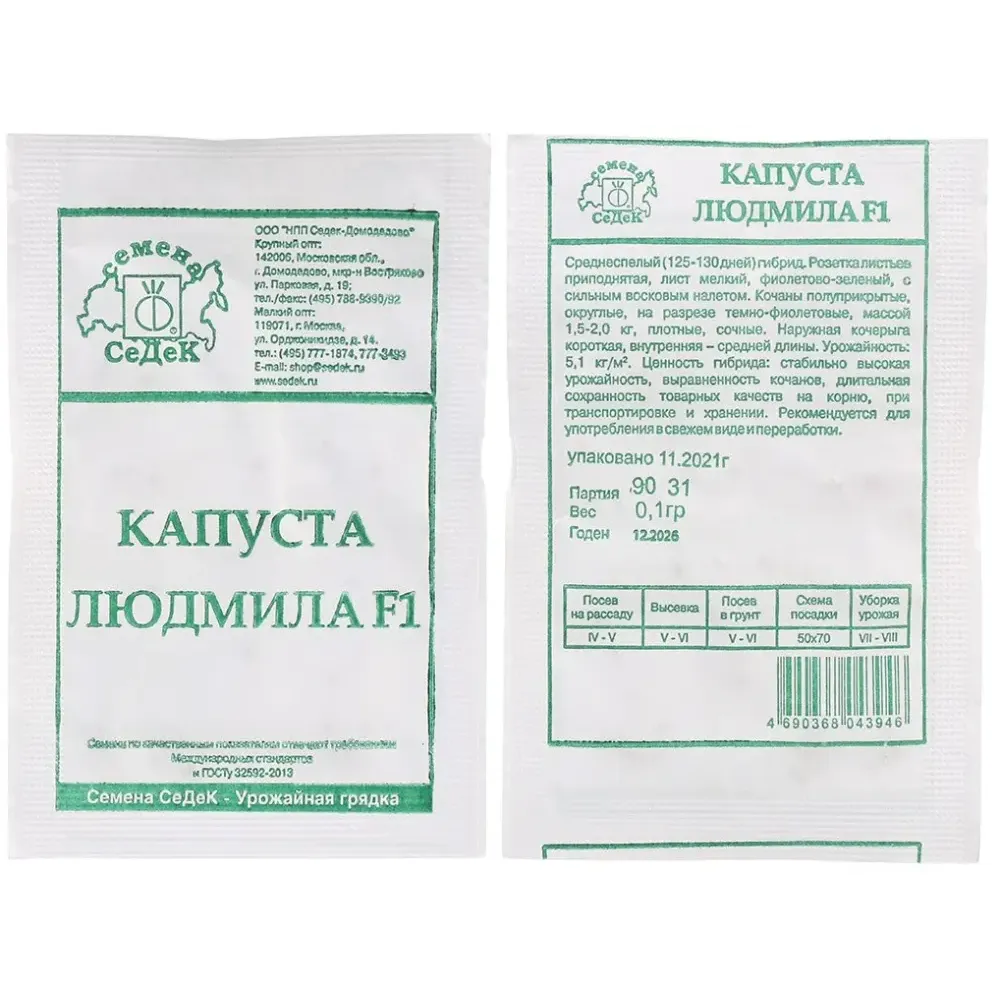 семена
СеДеК
ООО "НПП Седек-Домодедово"
Крупный опт:
142006, Московская обл.,
г. Домодедово, мкр-н Востряково
ул. Парковая, д. 19;
тел./факс: (495) 788-9390/92
Мелкий опт:
119071, г. Москва,
ул. Орджоникидзе, д. 14.
тел.: (495) 777-1874, 777-3493
E-mail: shop@sedek.ru
www.sedek.ru
КАПУСТА
ЛЮДМИЛА F1
Семена по качественным показателям отвечают требованиям
Международных стандартов
и ГОСТу 32592-2013
Семена СеДеК - Урожайная грядка
семена
СеДеК
КАПУСТА
ЛЮДМИЛА F1
Среднеспелый (125-130 дней) гибрид. Розетка листьев
приподнятая, лист мелкий, фиолетово-зеленый, с
сильным восковым налетом. Кочаны полуприкрытые,
округлые, на разрезе темно-фиолетовые, массой
1,5-2,0 кг, плотные, сочные. Наружная кочерыга
короткая, внутренняя – средней длины. Урожайность:
5,1 кг/м². Ценность гибрида: стабильно высокая
урожайность, выравненность кочанов, длительная
сохранность товарных качеств на корню, при
транспортировке и хранении. Рекомендуется для
употребления в свежем виде и переработки.
упаковано 11.2021г
Партия 90 31
Вес 0,1гр
Годен 12.2026
Посев на рассаду Высевка Посев в грунт Схема посадки Уборка урожая
IV - V V - VI V - VI 50x70 VII - VIII
4 690368 043946